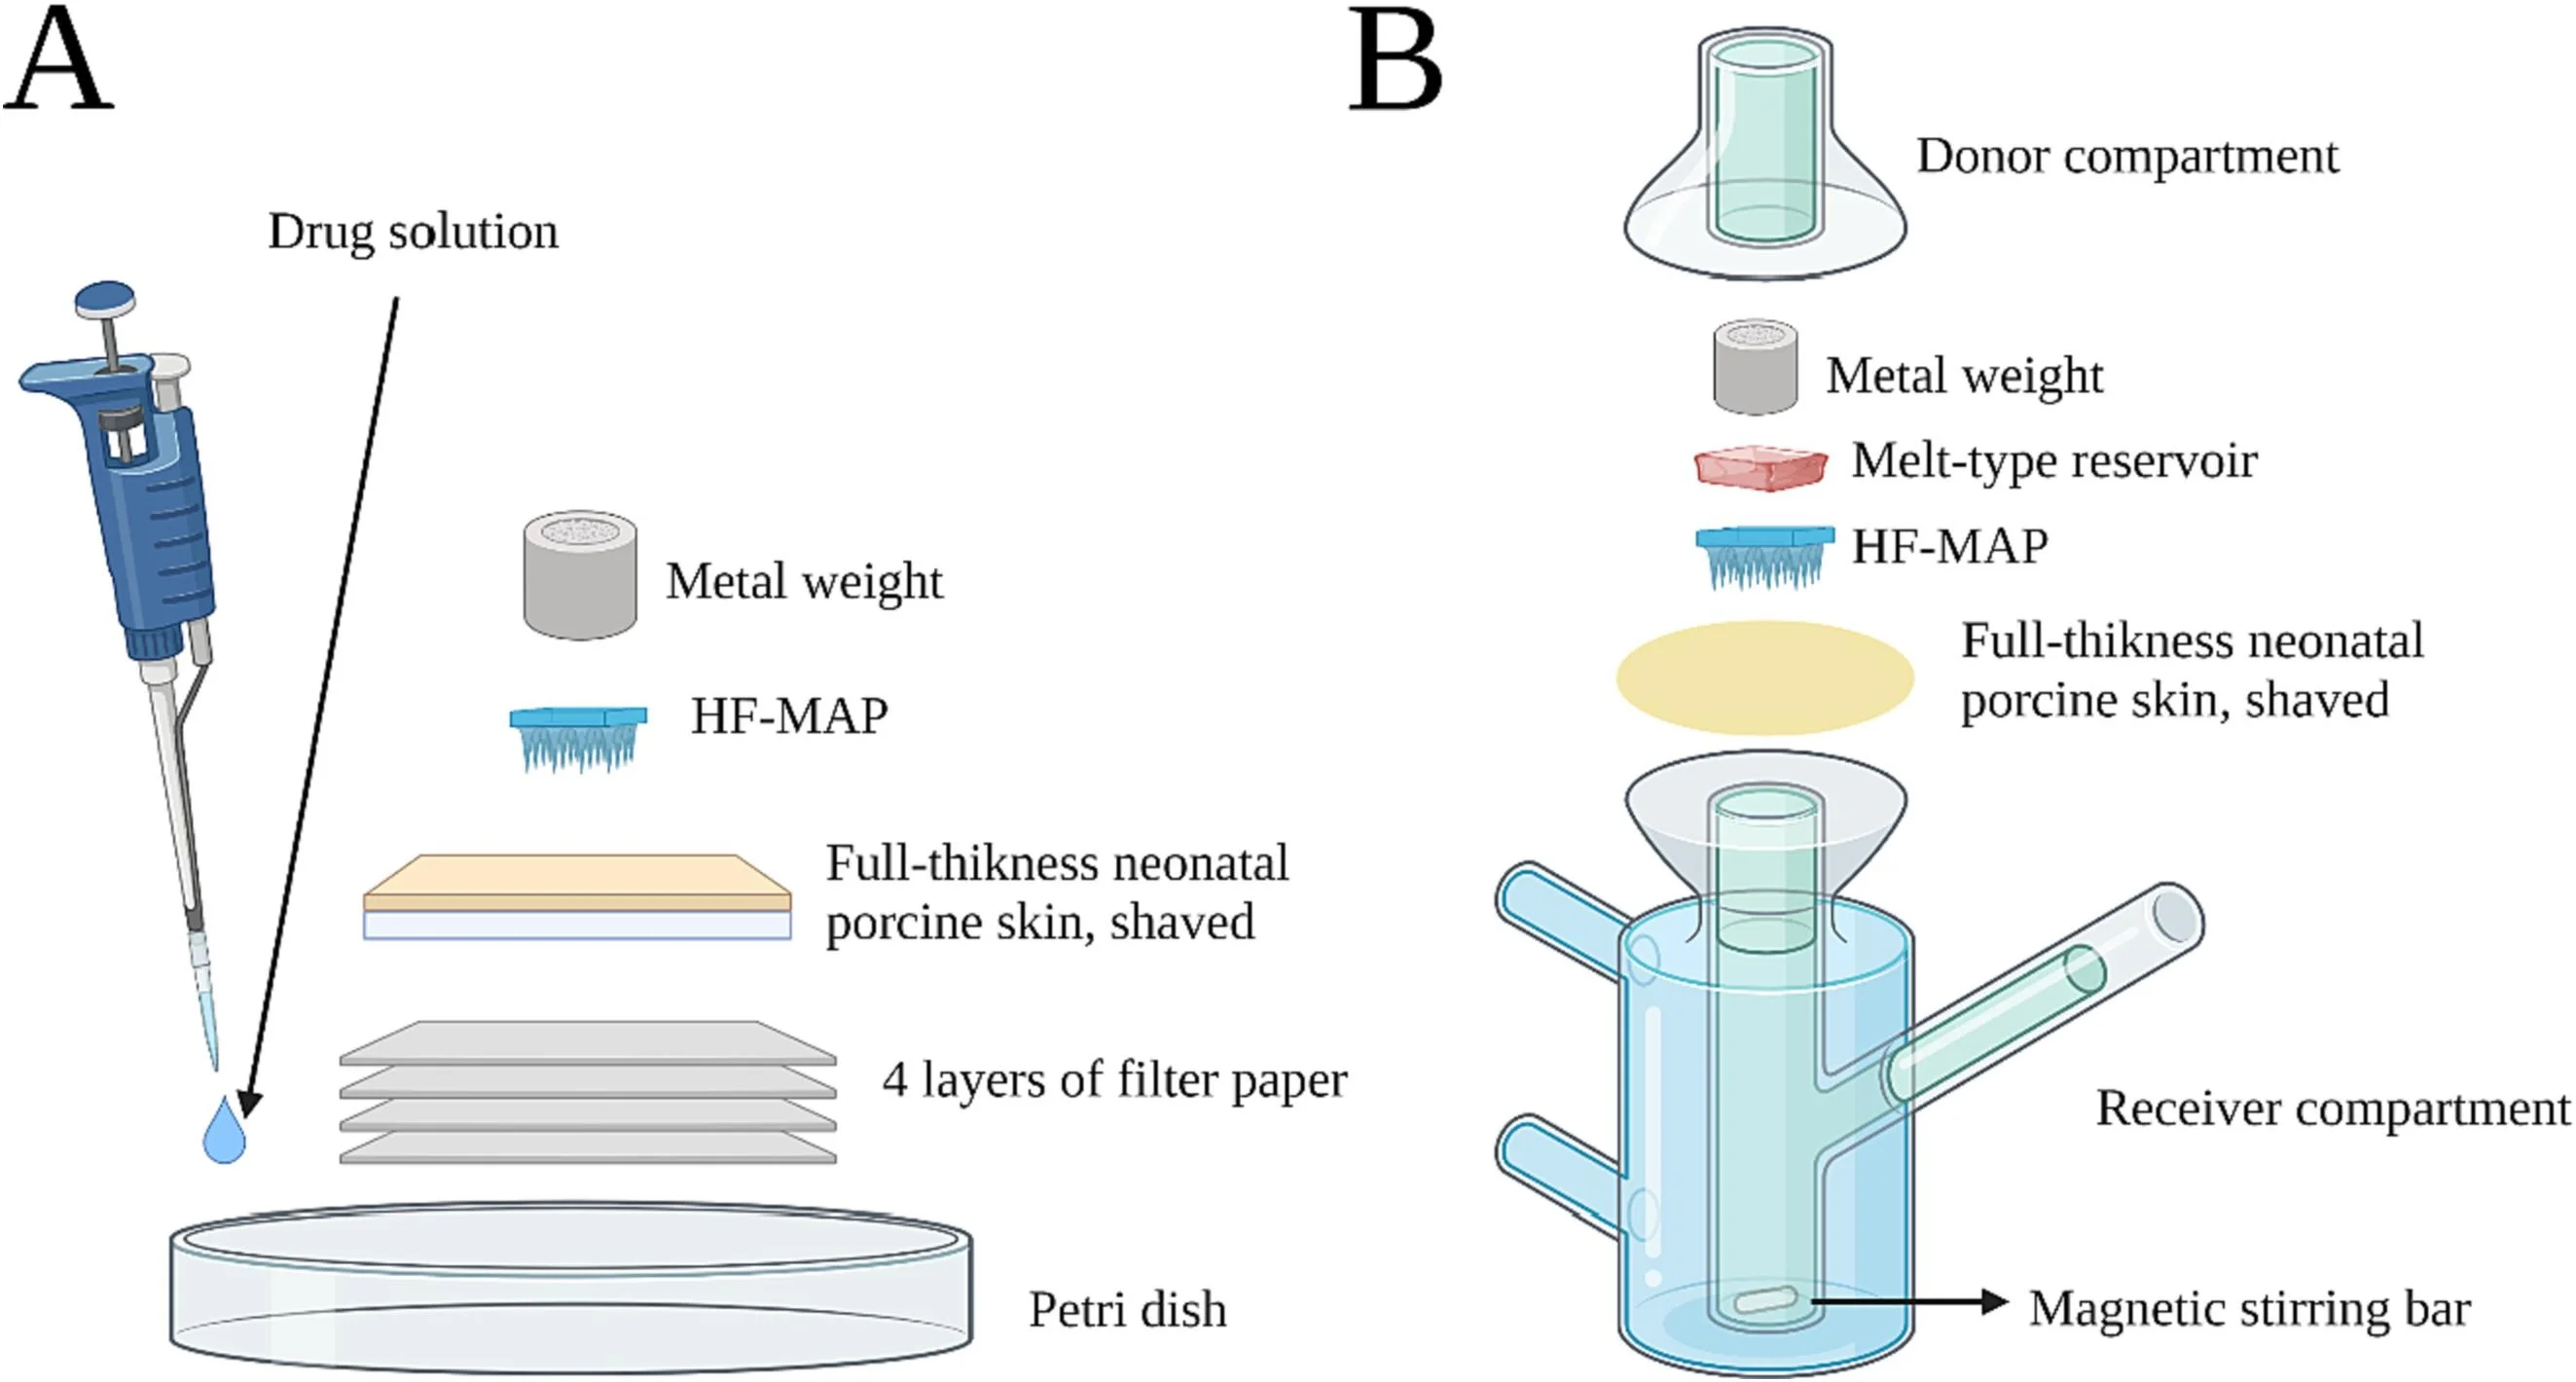 A
Drug solution
Metal weight
HF-MAP
Full-thikness neonatal
porcine skin, shaved
4 layers of filter paper
Petri dish
B
Donor compartment
Metal weight
Melt-type reservoir
HF-MAP
Full-thikness neonatal
porcine skin, shaved
Receiver compartment
Magnetic stirring bar